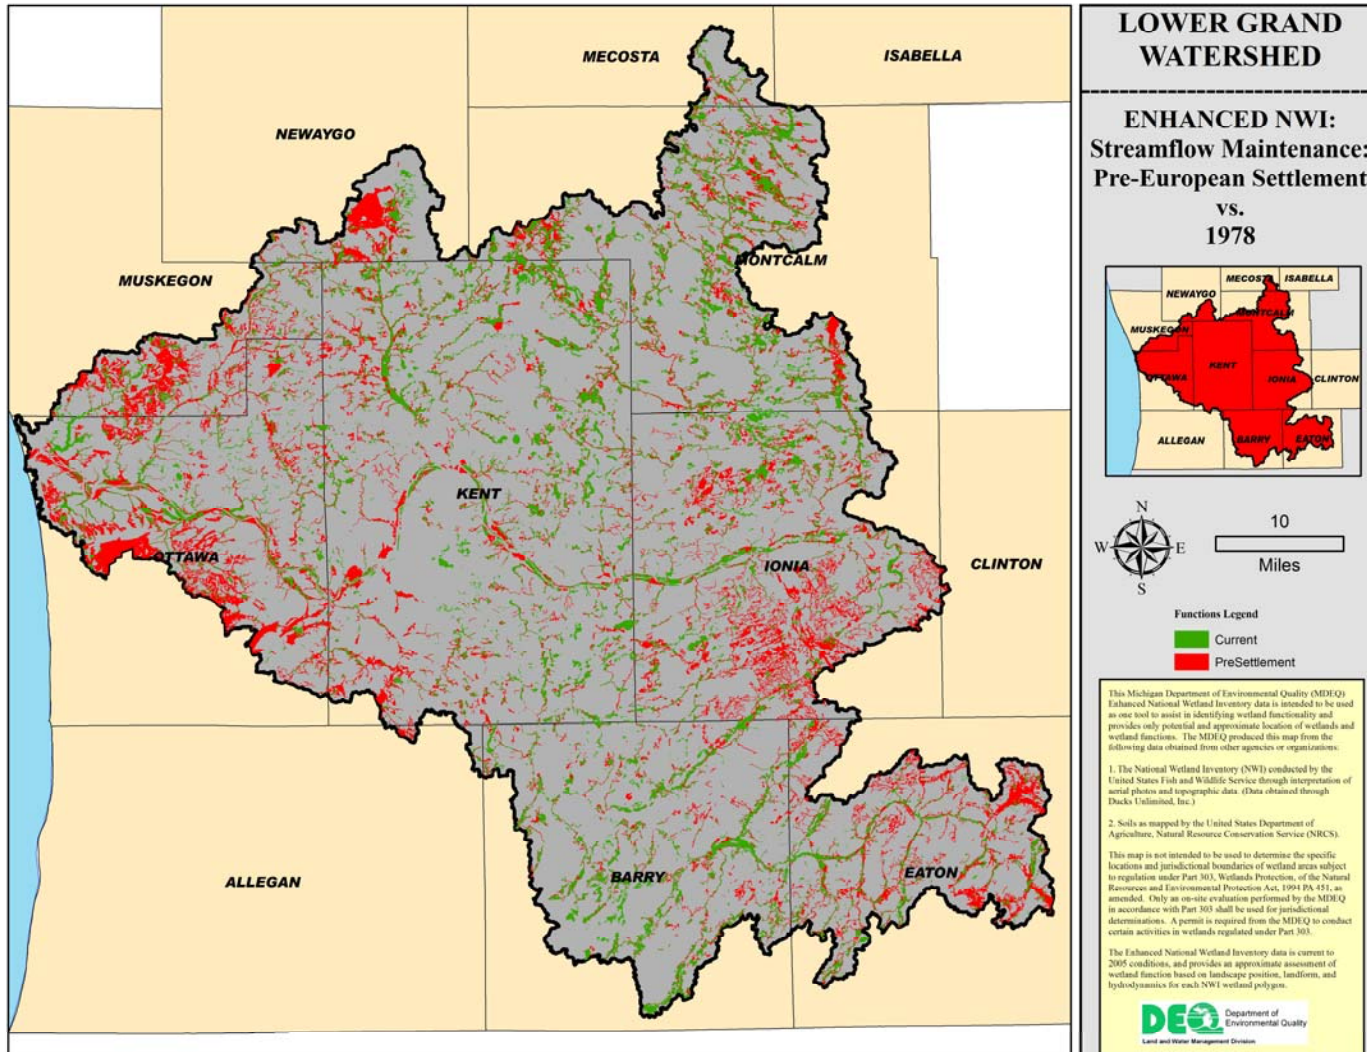 MECOSTA
ISABELLA
NEWAYGO
MUSKEGON
MONTCALM
KENT
OTTAWA
IONIA
CLINTON
ALLEGAN
BARRY
EATON
LOWER GRAND
WATERSHED
ENHANCED NWI:
Streamflow Maintenance:
Pre-European Settlement
vs.
1978
MECOSTA ISABELLA
NEWAYGO
MONTCALM
MUSKEGON
KENT
OTTAWA
IONIA
CLINTON
ALLEGAN
BARRY
EATON
N
W E
S
10
Miles
Functions Legend
Current
PreSettlement
This Michigan Department of Environmental Quality (MDEQ)
Enhanced National Wetland Inventory data is intended to be used
as one tool to assist in identifying wetland functionality and
provides only potential and approximate location of wetlands and
wetland functions. The MDEQ produced this map from the
following data obtained from other agencies or organizations:
1. The National Wetland Inventory (NWI) conducted by the
United States Fish and Wildlife Service through interpretation of
aerial photos and topographic data. (Data obtained through
Ducks Unlimited, Inc.)
2. Soils as mapped by the United States Department of
Agriculture, Natural Resource Conservation Service (NRCS).
This map is not intended to be used to determine the specific
locations and jurisdictional boundaries of wetland areas subject
to regulation under Part 303, Wetlands Protection, of the Natural
Resources and Environmental Protection Act, 1994 PA 451, as
amended. Only an on-site evaluation performed by the MDEQ
in accordance with Part 303 shall be used for jurisdictional
determinations. A permit is required from the MDEQ to conduct
certain activities in wetlands regulated under Part 303.
The Enhanced National Wetland Inventory data is current to
2005 conditions, and provides an approximate assessment of
wetland function based on landscape position, landform, and
hydrodynamics for each NWI wetland polygon.
DEQ
Department of
Environmental Quality
Land and Water Management Division